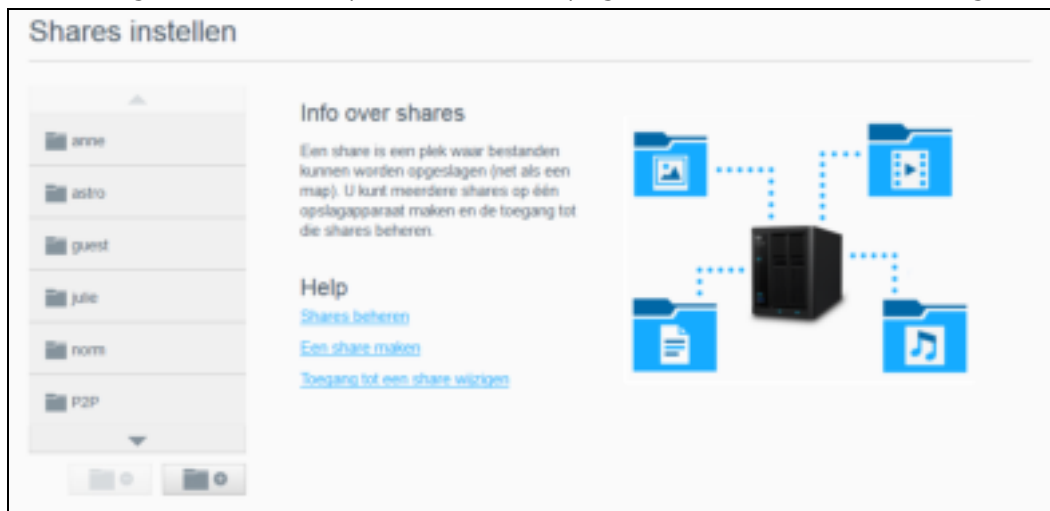 Shares instellen
anne
astro
guest
julie
norm
P2P
Info over shares
Een share is een plek waar bestanden
kunnen worden opgeslagen (net als een
map). U kunt meerdere shares op één
opslagapparaat maken en de toegang tot
die shares beheren.
Help
Shares beheren
Een share maken
Toegang tot een share wijzigen